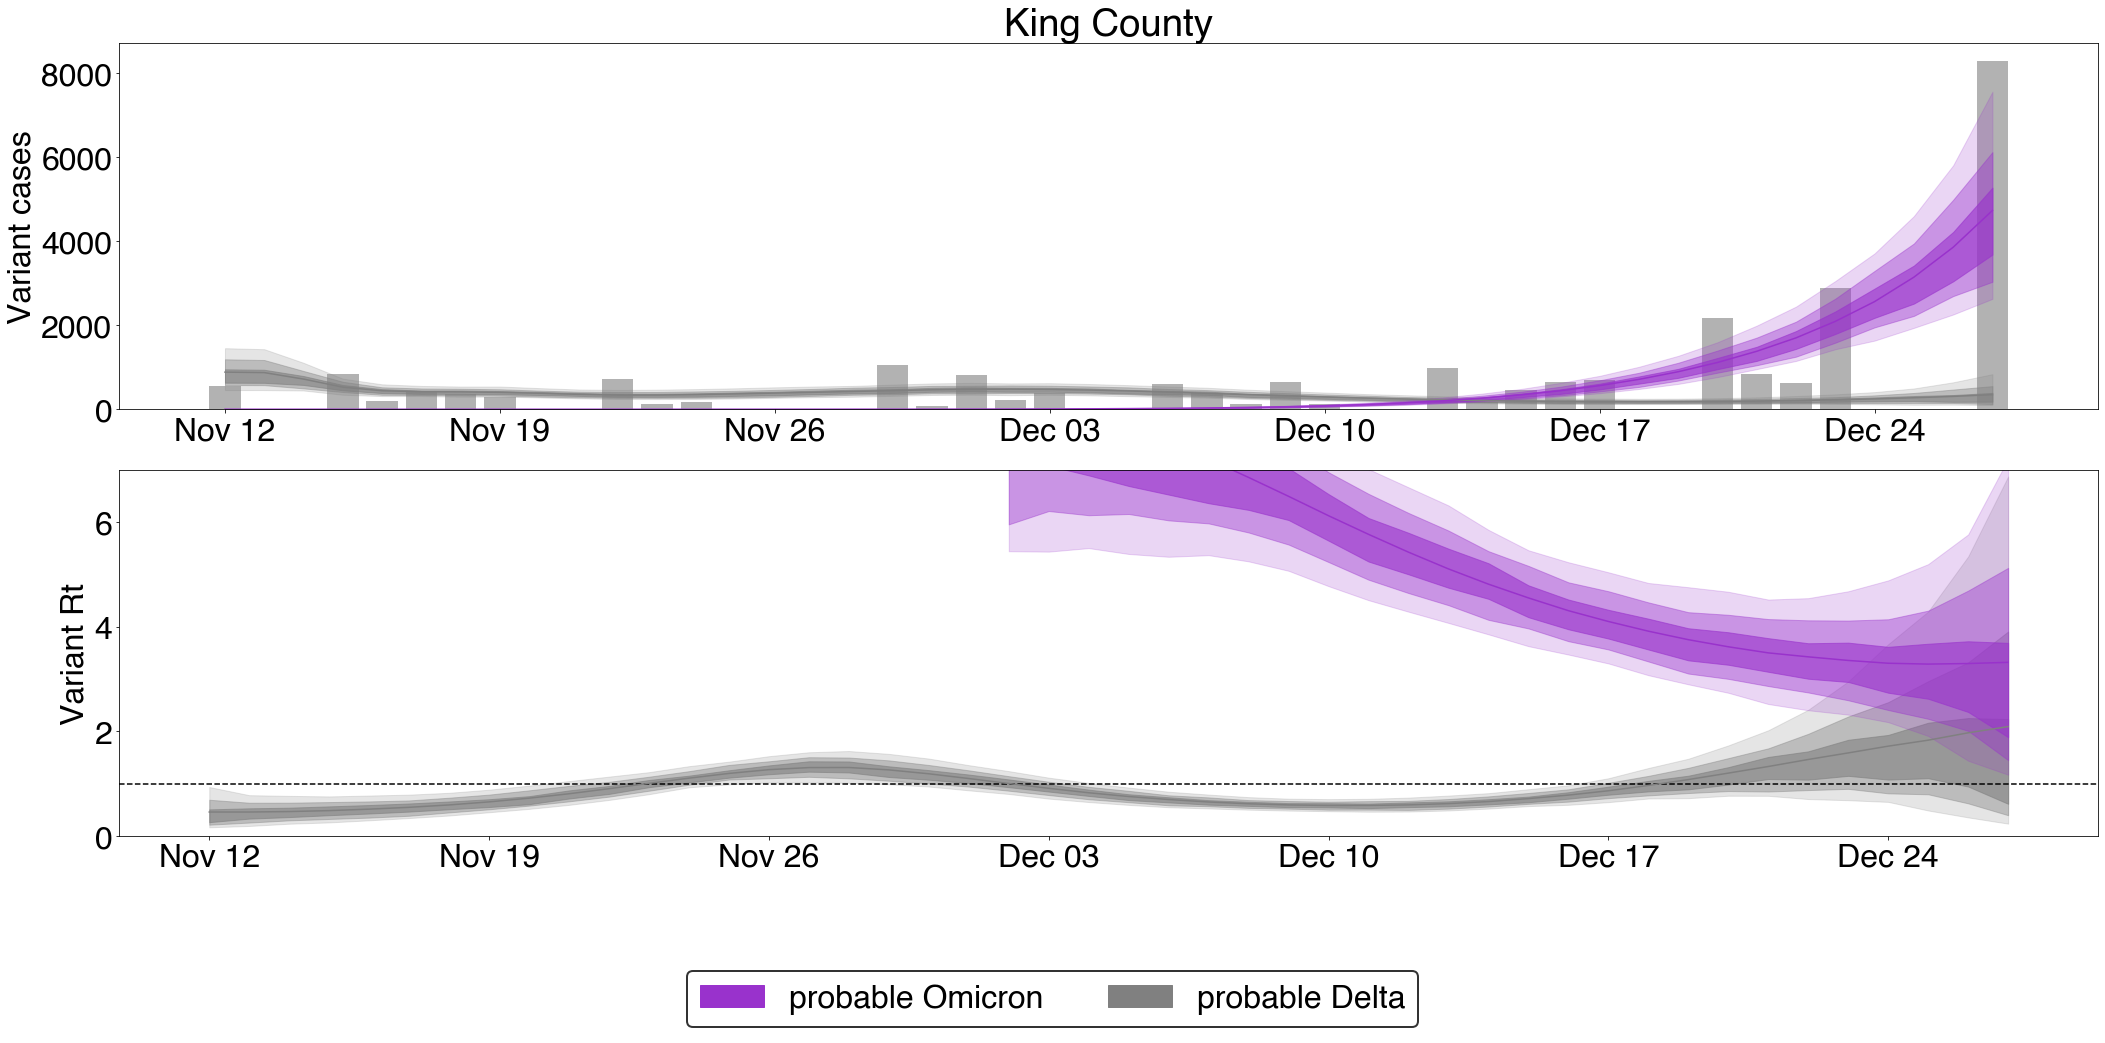 King County
Variant cases
8000
6000
4000
2000
0
Nov 12 Nov 19 Nov 26 Dec 03 Dec 10 Dec 17 Dec 24
Variant Rt
6
4
2
0
Nov 12 Nov 19 Nov 26 Dec 03 Dec 10 Dec 17 Dec 24
probable Omicron probable Delta